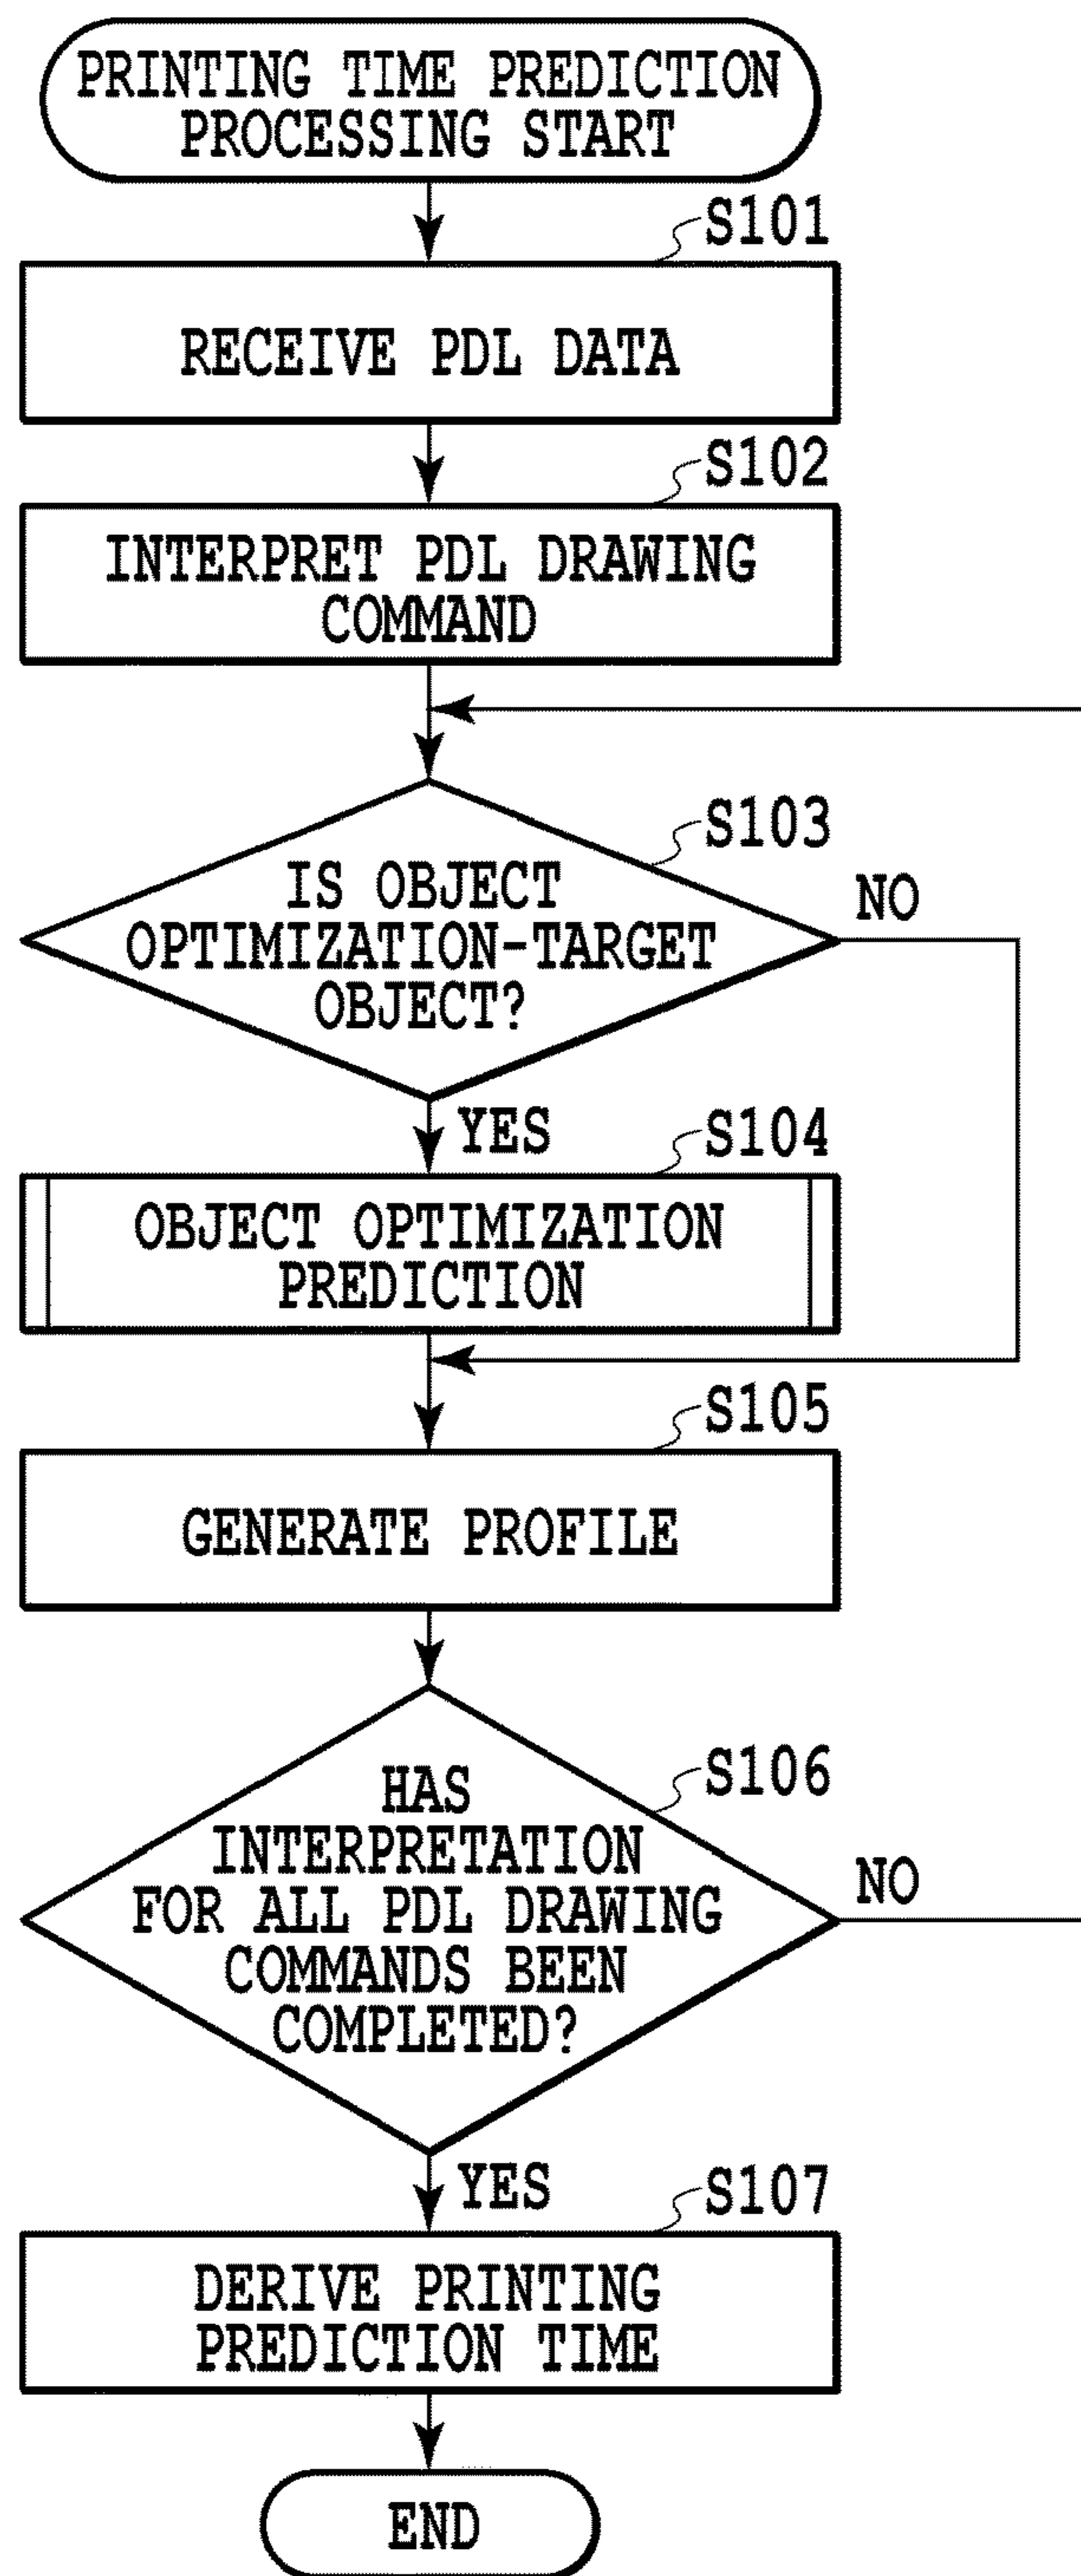 PRINTING TIME PREDICTION
PROCESSING START
S101
RECEIVE PDL DATA
S102
INTERPRET PDL DRAWING
COMMAND
S103
IS OBJECT
OPTIMIZATION-TARGET
OBJECT?
NO
YES
S104
OBJECT OPTIMIZATION
PREDICTION
S105
GENERATE PROFILE
S106
HAS
INTERPRETATION
FOR ALL PDL DRAWING
COMMANDS BEEN
COMPLETED?
NO
YES
S107
DERIVE PRINTING
PREDICTION TIME
END